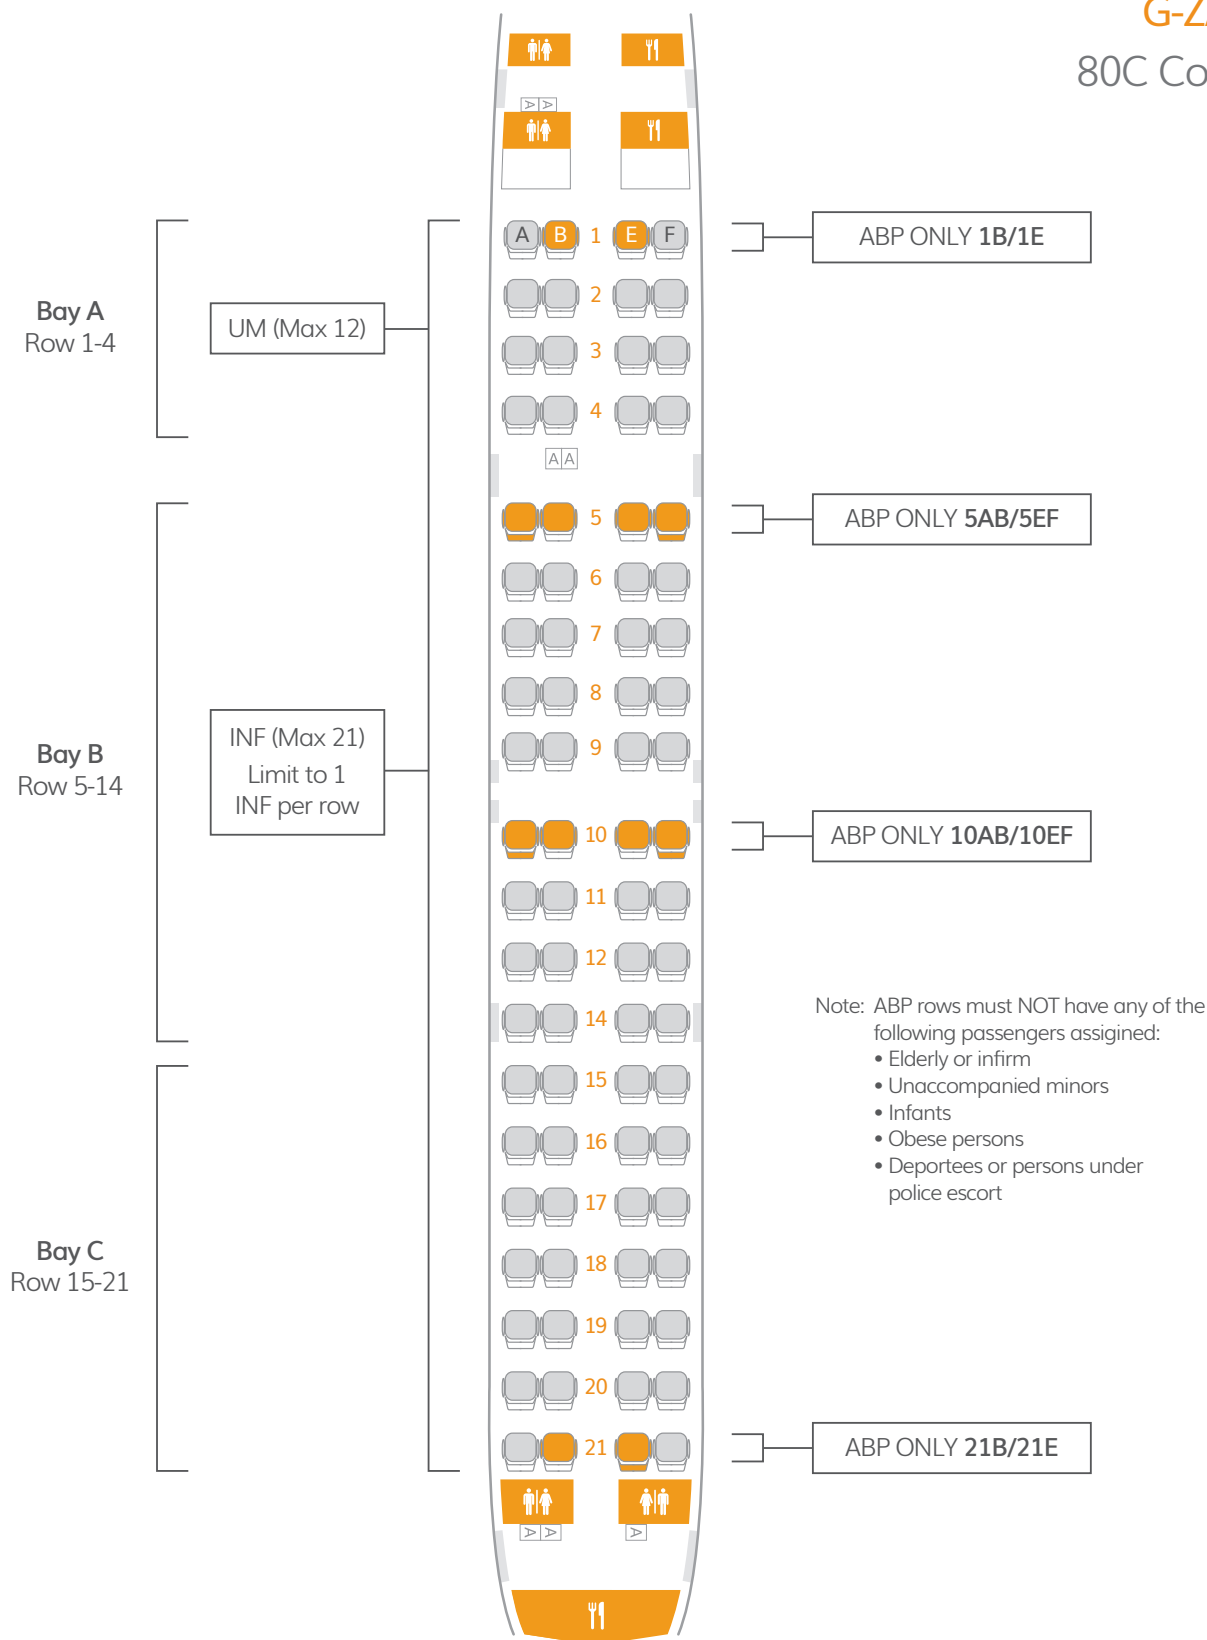 G-Z
80C Co
A A
A B 1 E F
ABP ONLY 1B/1E
2
Bay A
Row 1-4
UM (Max 12)
3
4
A A
5
ABP ONLY 5AB/5EF
6
7
8
INF (Max 21)
Limit to 1
INF per row
Bay B
Row 5-14
9
10
ABP ONLY 10AB/10EF
11
12
14
Note: ABP rows must NOT have any of the
following passengers assigined:
• Elderly or infirm
• Unaccompanied minors
• Infants
• Obese persons
• Deportees or persons under
police escort
15
16
17
Bay C
Row 15-21
18
19
20
21
ABP ONLY 21B/21E
A A A